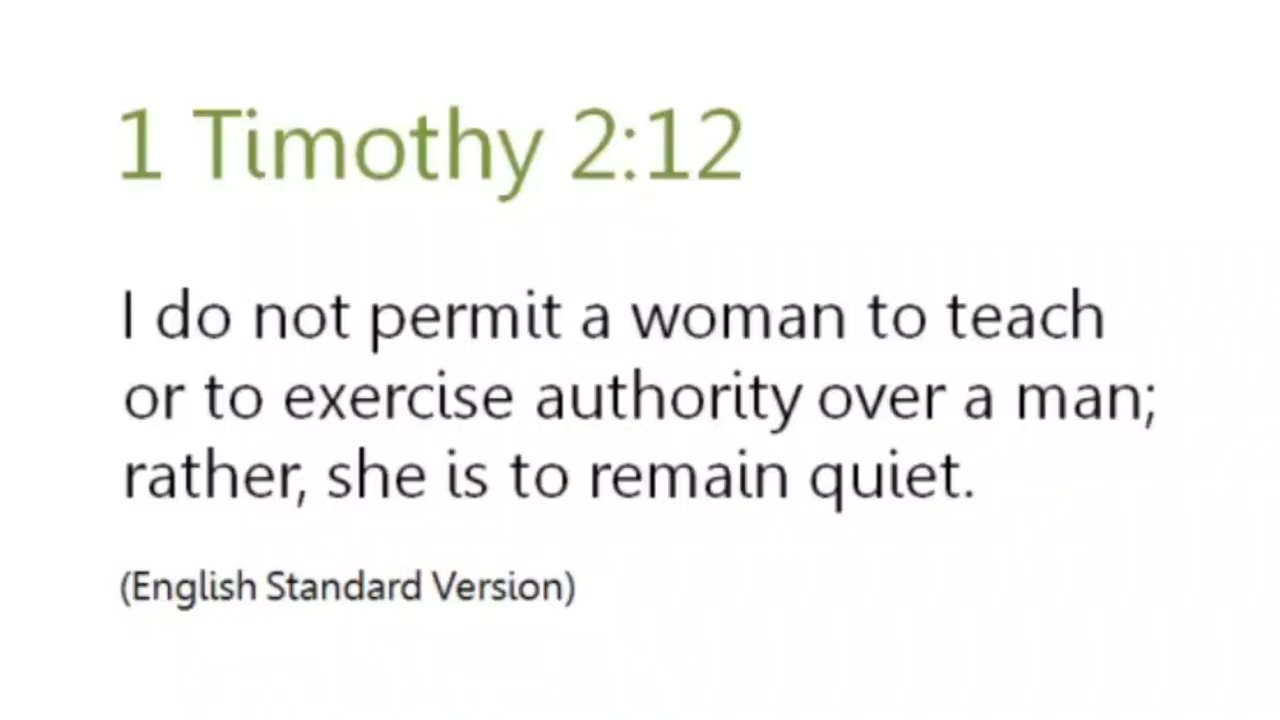 1 Timothy 2:12
I do not permit a woman to teach
or to exercise authority over a man;
rather, she is to remain quiet.
(English Standard Version)